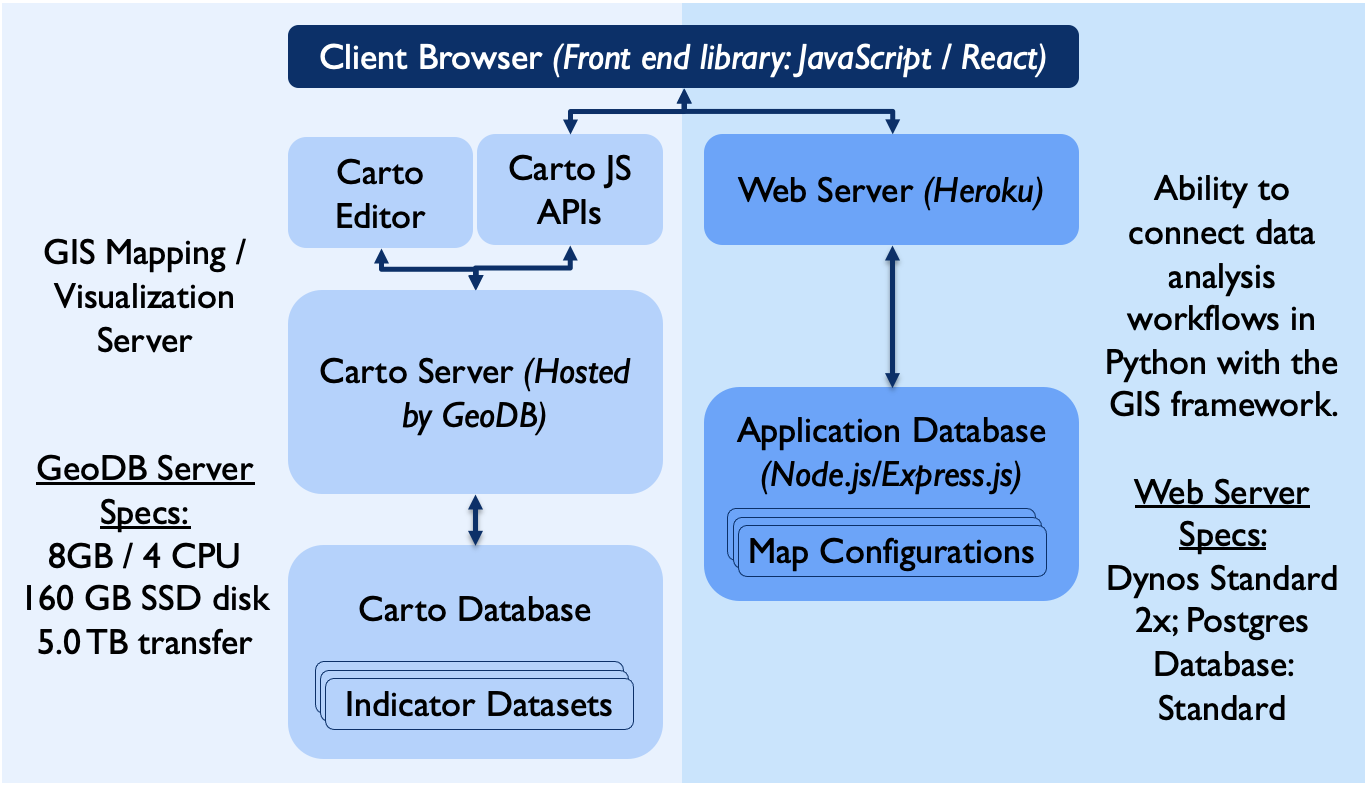 Client Browser (Front end library: JavaScript / React)
Carto
Editor
Carto JS
APIs
Web Server (Heroku)
GIS Mapping /
Visualization
Server
Carto Server (Hosted
by GeoDB)
Ability to
connect data
analysis
workflows in
Python with the
GIS framework.
Application Database
(Node.js/Express.js)
Map Configurations
GeoDB Server
Specs:
8GB / 4 CPU
160 GB SSD disk
5.0 TB transfer
Carto Database
Indicator Datasets
Web Server
Specs:
Dynos Standard
2x; Postgres
Database:
Standard